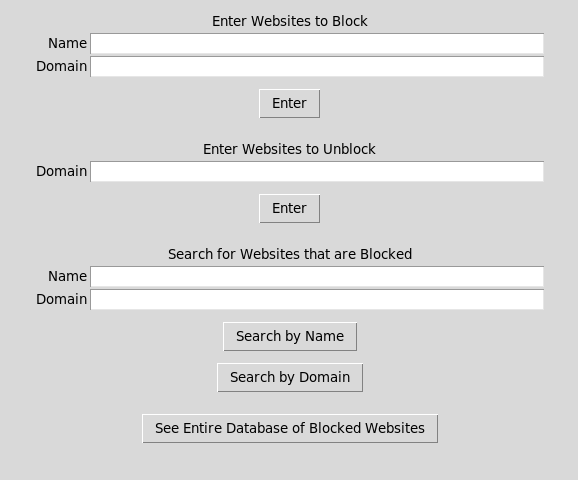 Enter Websites to Block
Name
Domain
Enter
Enter Websites to Unblock
Domain
Enter
Search for Websites that are Blocked
Name
Domain
Search by Name
Search by Domain
See Entire Database of Blocked Websites